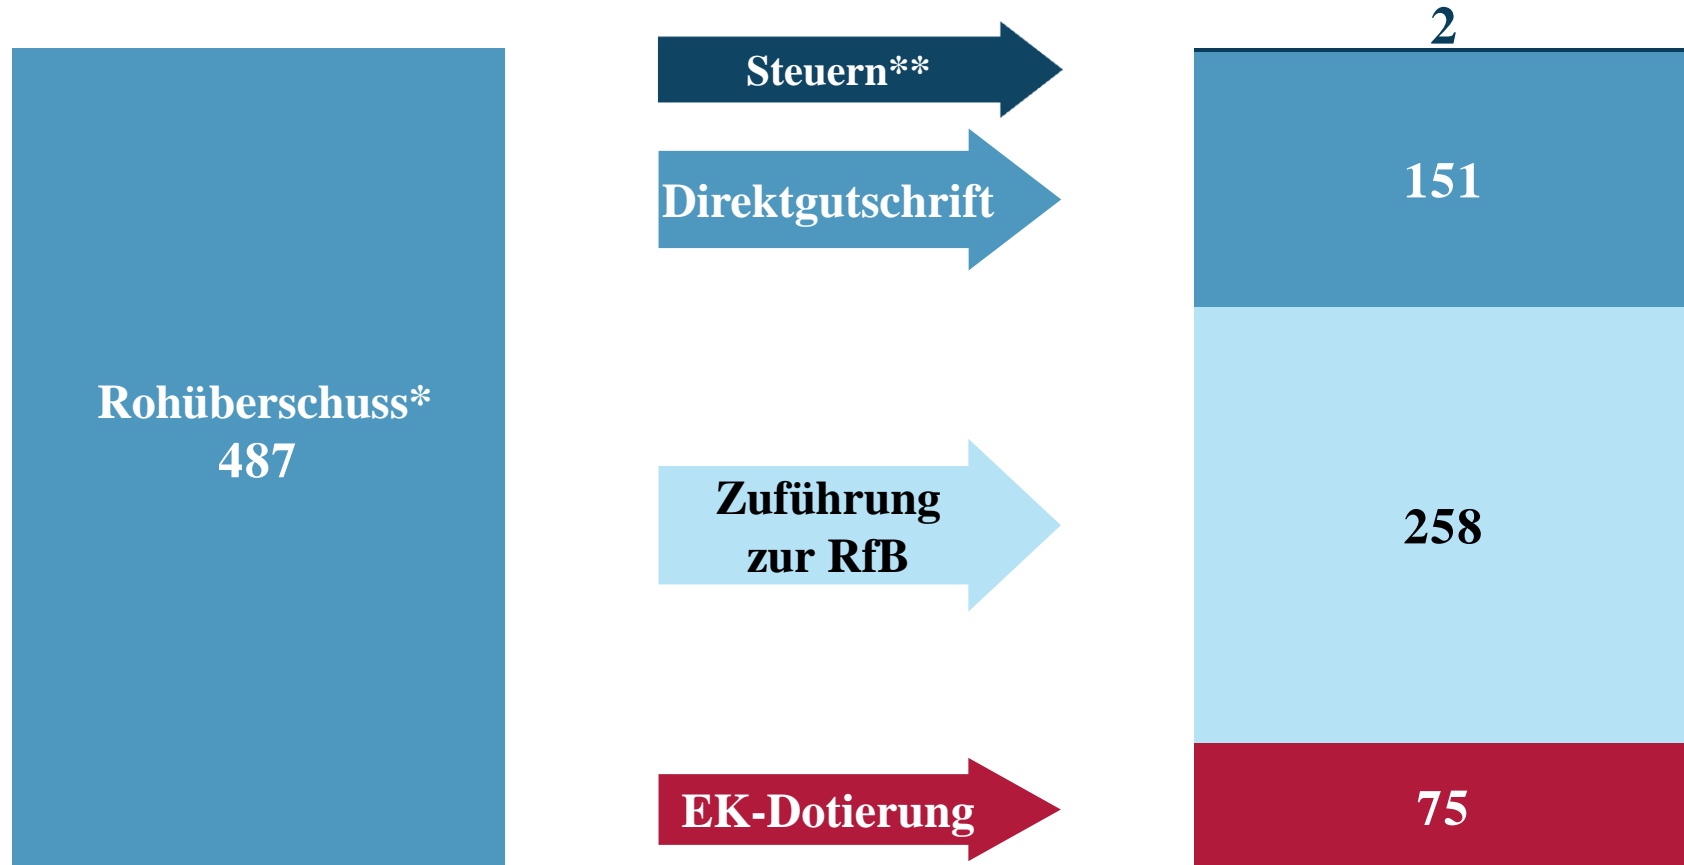 Rohüberschuss*
487
Steuern**
Direktgutschrift
Zuführung
zur RfB
EK-Dotierung
2
151
258
75